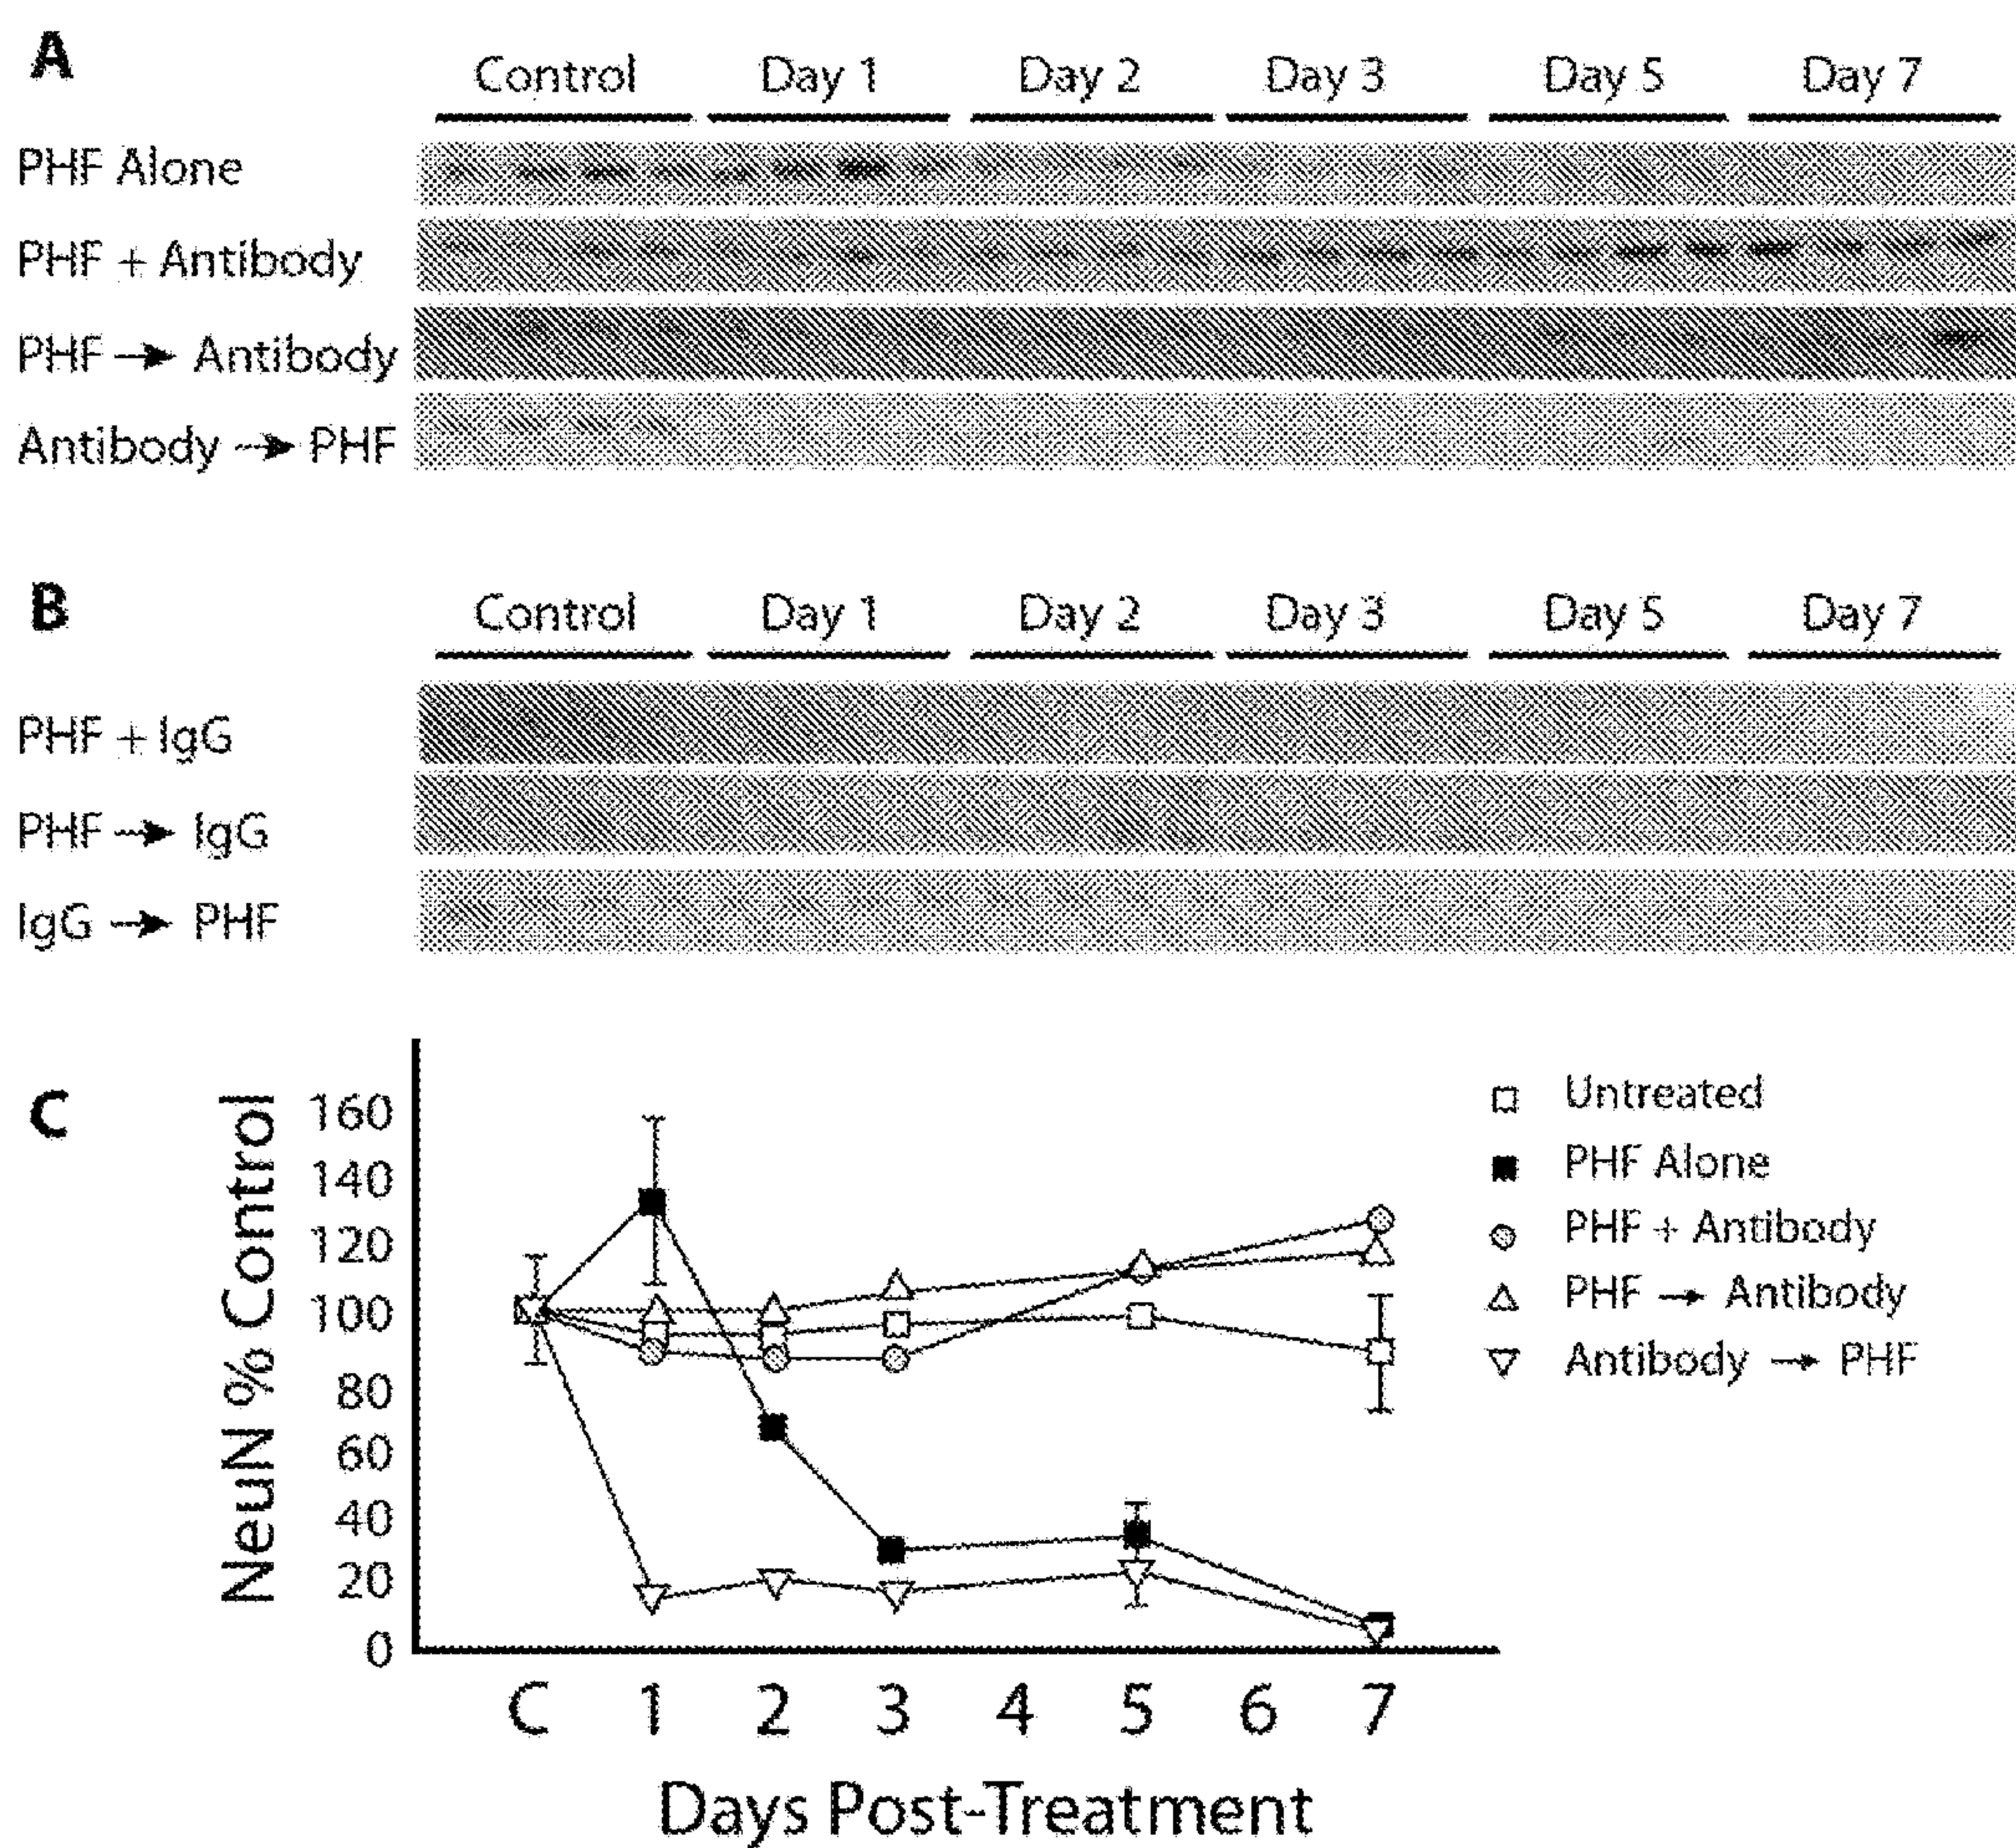 A
Control Day 1 Day 2 Day 3 Day 5 Day 7
PHF Alone
PHF + Antibody
PHF → Antibody
Antibody → PHF
B
Control Day 1 Day 2 Day 3 Day 5 Day 7
PHF + IgG
PHF → IgG
IgG → PHF
C
NeuN % Control
160
140
120
100
80
60
40
20
0
C 1 2 3 4 5 6 7
Days Post-Treatment
Untreated
PHF Alone
PHF + Antibody
PHF → Antibody
Antibody → PHF